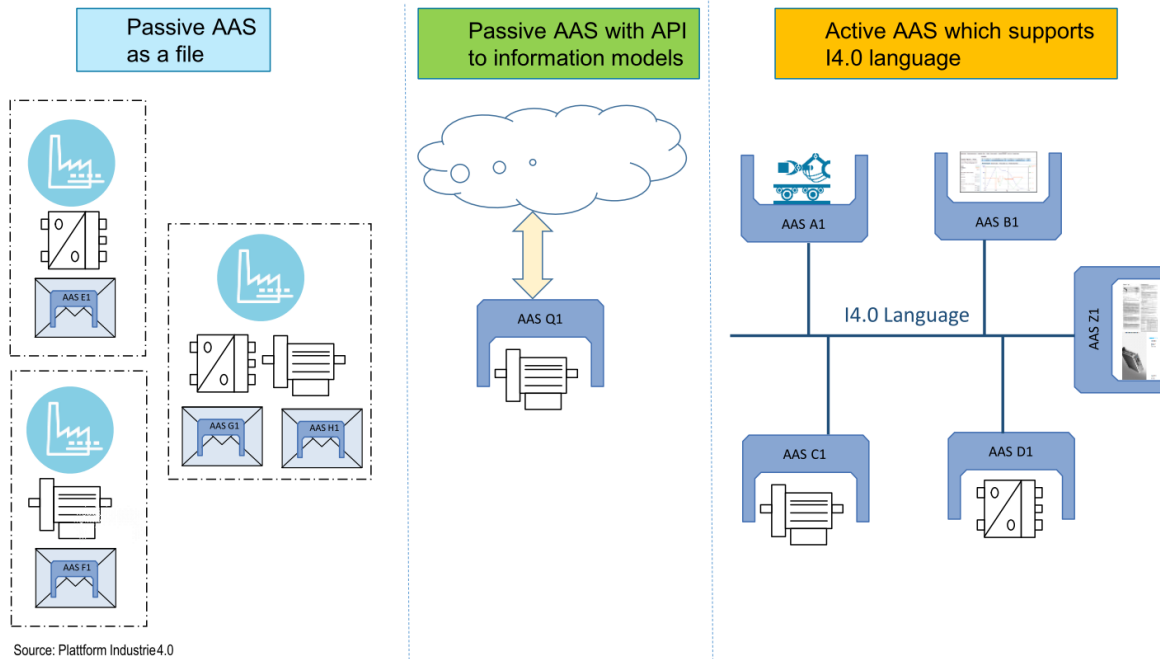 Passive AAS
as a file
Passive AAS with API
to information models
Active AAS which supports
I4.0 language
AAS E1
AAS G1
AAS H1
AAS F1
AAS Q1
AAS A1
AAS B1
I4.0 Language
AAS Z1
AAS C1
AAS D1
Source: Plattform Industrie4.0